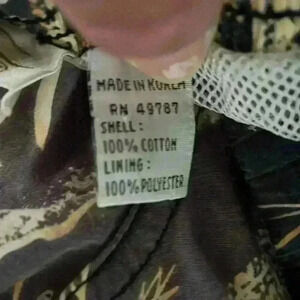 MADE IN KOREA
RN 49787
SHELL:
100% COTTON
LINING:
100% POLYESTER